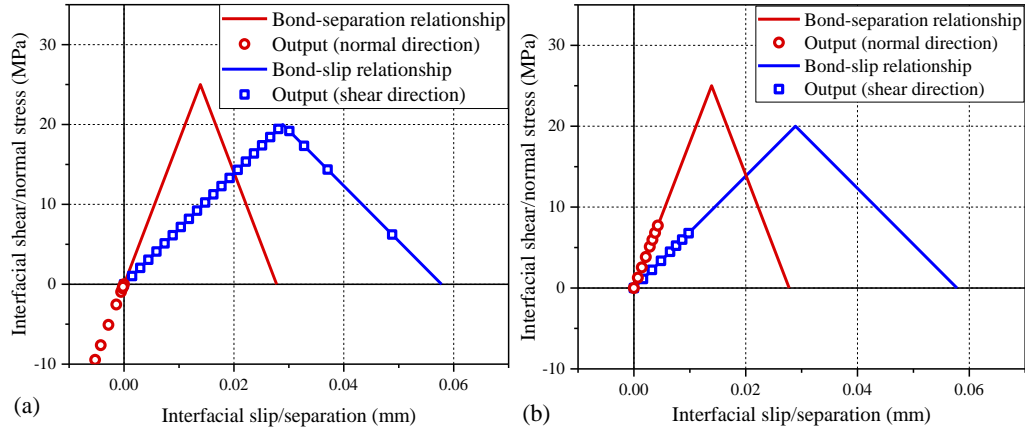 Bond-separation relationship
Output (normal direction)
Bond-slip relationship
Output (shear direction)
Interfacial shear/normal stress (MPa)
30
20
10
0
-10
0.00 0.02 0.04 0.06
(a)
Interfacial slip/separation (mm)
Bond-separation relationship
Output (normal direction)
Bond-slip relationship
Output (shear direction)
Interfacial shear/normal stress (MPa)
30
20
10
0
-10
0.00 0.02 0.04 0.06
(b)
Interfacial slip/separation (mm)